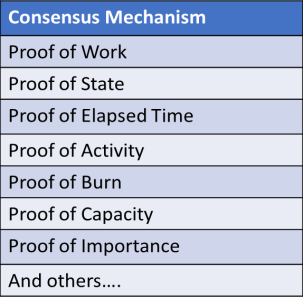 Consensus Mechanism
Proof of Work
Proof of State
Proof of Elapsed Time
Proof of Activity
Proof of Burn
Proof of Capacity
Proof of Importance
And others....